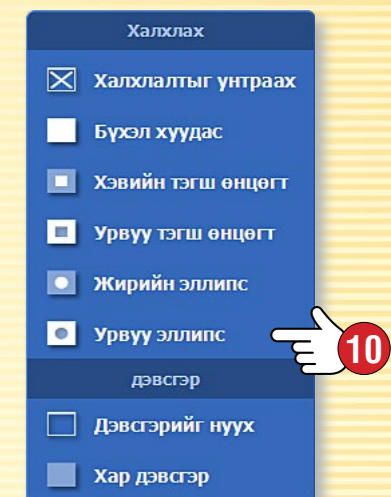 Халхлах
Халхлалтыг унтраах
Бүхэл хуудас
Хэвийн тэгш өнцөгт
Урвуу тэгш өнцөгт
Жирийн эллипс
Урвуу эллипс
10
дэвсгэр
Дэвсгэрийг нуух
Хар дэвсгэр